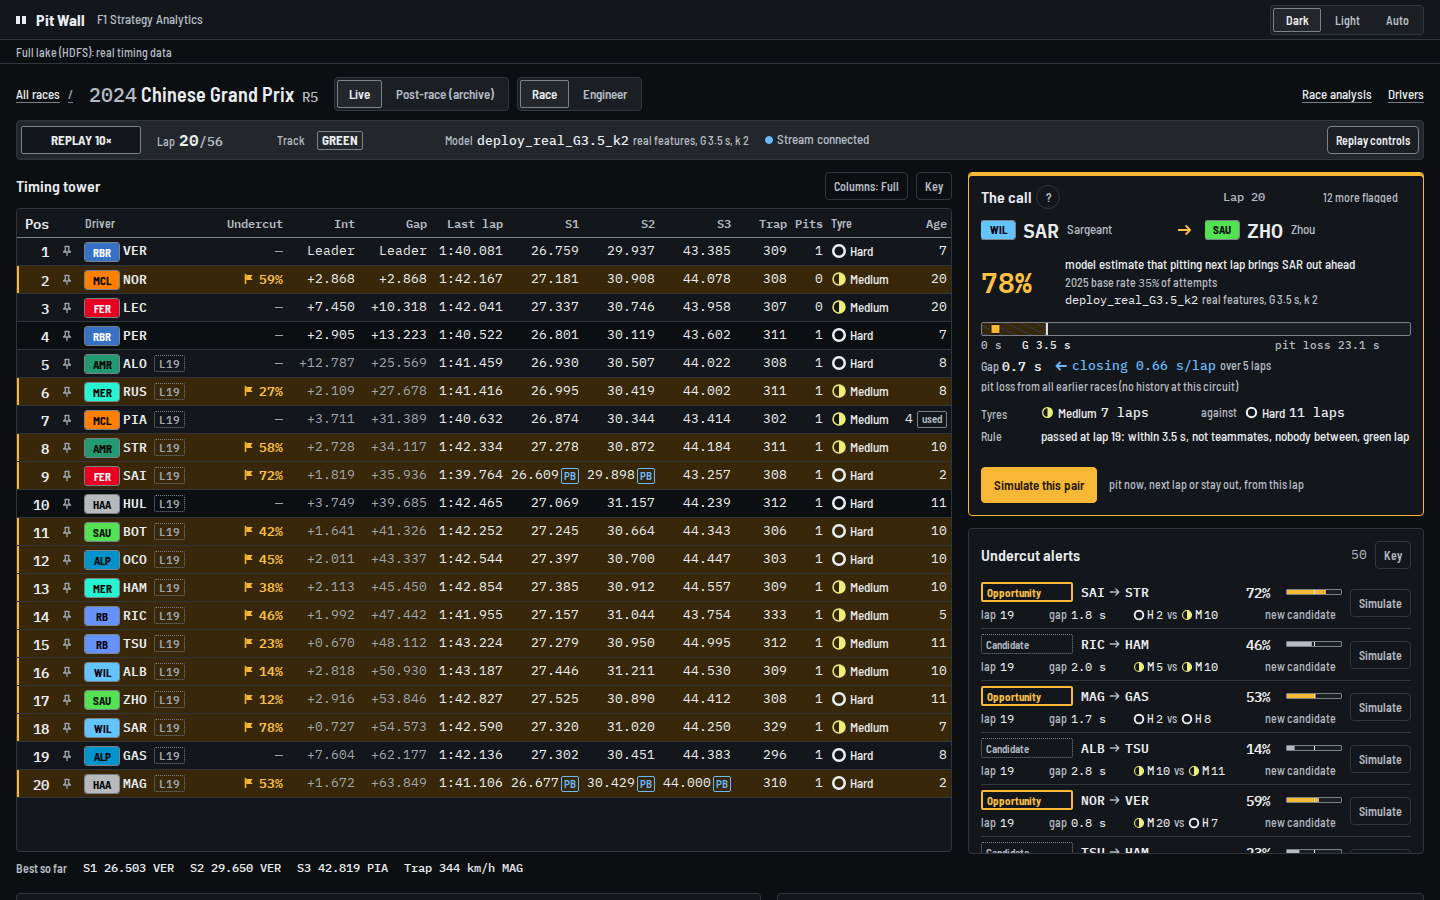 Pit Wall F1 Strategy Analytics Dark Light Auto
Full lake (HDFS): real timing data
All races / 2024 Chinese Grand Prix R5 Live Post-race (archive) Race Engineer Race analysis Drivers
REPLAY 10× Lap 20/56 Track GREEN Model deploy_real_G3.5_k2 real features, G 3.5 s, k 2 Stream connected Replay controls
Timing tower Columns: Full Key
Pos Driver Undercut Int Gap Last lap S1 S2 S3 Trap Pits Tyre Age
1 RBR VER – Leader Leader 1:40.081 26.759 29.937 43.385 309 1 Hard 7
2 MCL NOR 59% +2.868 +2.868 1:42.167 27.181 30.908 44.078 308 0 Medium 20
3 FER LEC – +7.450 +10.318 1:42.041 27.337 30.746 43.958 307 0 Medium 20
4 RBR PER – +2.905 +13.223 1:40.522 26.801 30.119 43.602 311 1 Hard 7
5 AMR ALO L19 – +12.787 +25.569 1:41.459 26.930 30.507 44.022 308 1 Hard 8
6 MER RUS L19 27% +2.109 +27.678 1:41.416 26.995 30.419 44.002 311 1 Medium 8
7 MCL PIA L19 – +3.711 +31.389 1:40.632 26.874 30.344 43.414 302 1 Medium 4 used
8 AMR STR L19 58% +2.728 +34.117 1:42.334 27.278 30.872 44.184 311 1 Medium 10
9 FER SAI L19 72% +1.819 +35.936 1:39.764 26.609 PB 29.898 PB 43.257 308 1 Hard 2
10 HAA HUL L19 – +3.749 +39.685 1:42.465 27.069 31.157 44.239 312 1 Hard 11
11 SAU BOT L19 42% +1.641 +41.326 1:42.252 27.245 30.664 44.343 306 1 Hard 10
12 ALP OCO L19 45% +2.011 +43.337 1:42.544 27.397 30.700 44.447 303 1 Hard 10
13 MER HAM L19 38% +2.113 +45.450 1:42.854 27.385 30.912 44.557 309 1 Medium 10
14 RB RIC L19 46% +1.992 +47.442 1:41.955 27.157 31.044 43.754 333 1 Medium 5
15 RB TSU L19 23% +0.670 +48.112 1:43.224 27.279 30.950 44.995 312 1 Medium 11
16 WIL ALB L19 14% +2.818 +50.930 1:43.187 27.446 31.211 44.530 309 1 Medium 10
17 SAU ZHO L19 12% +2.916 +53.846 1:42.827 27.525 30.890 44.412 308 1 Hard 11
18 WIL SAR L19 78% +0.727 +54.573 1:42.590 27.320 31.020 44.250 329 1 Medium 7
19 ALP GAS L19 – +7.604 +62.177 1:42.136 27.302 30.451 44.383 296 1 Hard 8
20 HAA MAG L19 53% +1.672 +63.849 1:41.106 26.677 PB 30.429 PB 44.000 PB 310 1 Hard 2
Best so far S1 26.503 VER S2 29.650 VER S3 42.819 PIA Trap 344 km/h MAG
The call ? Lap 20 12 more flagged
WIL SAR Sargeant → SAU ZHO Zhou
78% model estimate that pitting next lap brings SAR out ahead
2025 base rate 35% of attempts
deploy_real_G3.5_k2 real features, G 3.5 s, k 2
0 s G 3.5 s pit loss 23.1 s
Gap 0.7 s ← closing 0.66 s/lap over 5 laps
pit loss from all earlier races (no history at this circuit)
Tyres Medium 7 laps against Hard 11 laps
Rule passed at lap 19: within 3.5 s, not teammates, nobody between, green lap
Simulate this pair pit now, next lap or stay out, from this lap
Undercut alerts 50 Key
Opportunity SAI → STR 72% Simulate
lap 19 gap 1.8 s H 2 vs M 10 new candidate
Candidate RIC → HAM 46% Simulate
lap 19 gap 2.0 s M 5 vs M 10 new candidate
Opportunity MAG → GAS 53% Simulate
lap 19 gap 1.7 s H 2 vs H 8 new candidate
Candidate ALB → TSU 14% Simulate
lap 19 gap 2.8 s M 10 vs M 11 new candidate
Opportunity NOR → VER 59% Simulate
lap 19 gap 0.8 s M 20 vs H 7 new candidate
Candidate TSU → HAM 23%